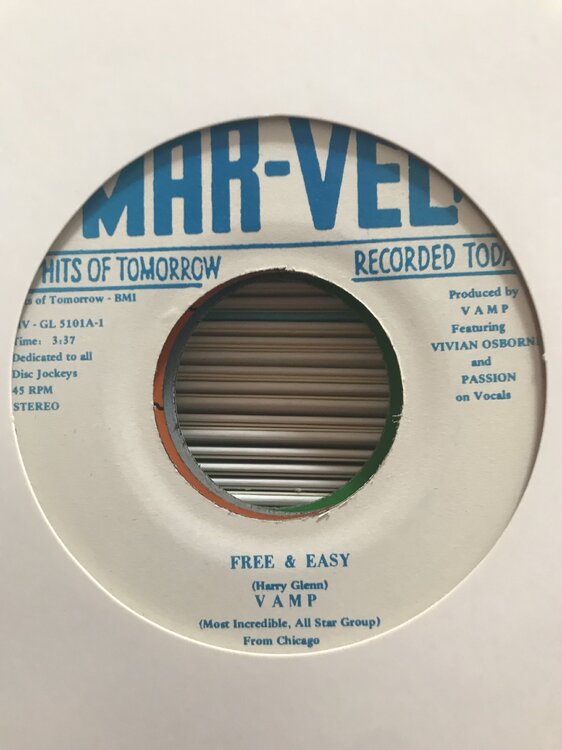 MAR-VEL
HITS OF TOMORROW
RECORDED TODA
s of Tomorrow - BMI
V - GL 5101A-1
Time: 3:37
Dedicated to all
Disc Jockeys
45 RPM
STEREO
Produced by
V A M P
Featuring
VIVIAN OSBORN
and
PASSION
on Vocals
FREE & EASY
(Harry Glenn)
V A M P
(Most Incredible, All Star Group)
From Chicago